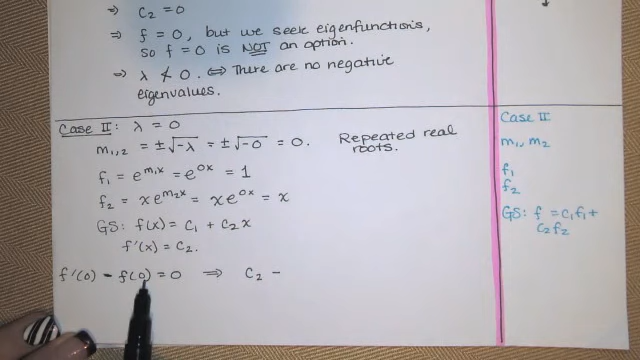 ⇒ C₂ = 0
⇒ f = 0, but we seek eigenfunctions,
so f = 0 is NOT an option.
⇒ λ ≮ 0. ⇔ There are no negative
eigenvalues.
Case II: λ = 0
m₁,₂ = ±√-λ = ±√-0 = 0. Repeated real
roots.
f₁ = e^{m₁x} = e^{0x} = 1
f₂ = xe^{m₂x} = xe^{0x} = x
GS: f(x) = C₁ + C₂x
f'(x) = C₂.
f'(0) - f(0) = 0 ⇒ C₂ -
Case II:
m₁, m₂
f₁
f₂
GS: f = C₁f₁ +
C₂f₂